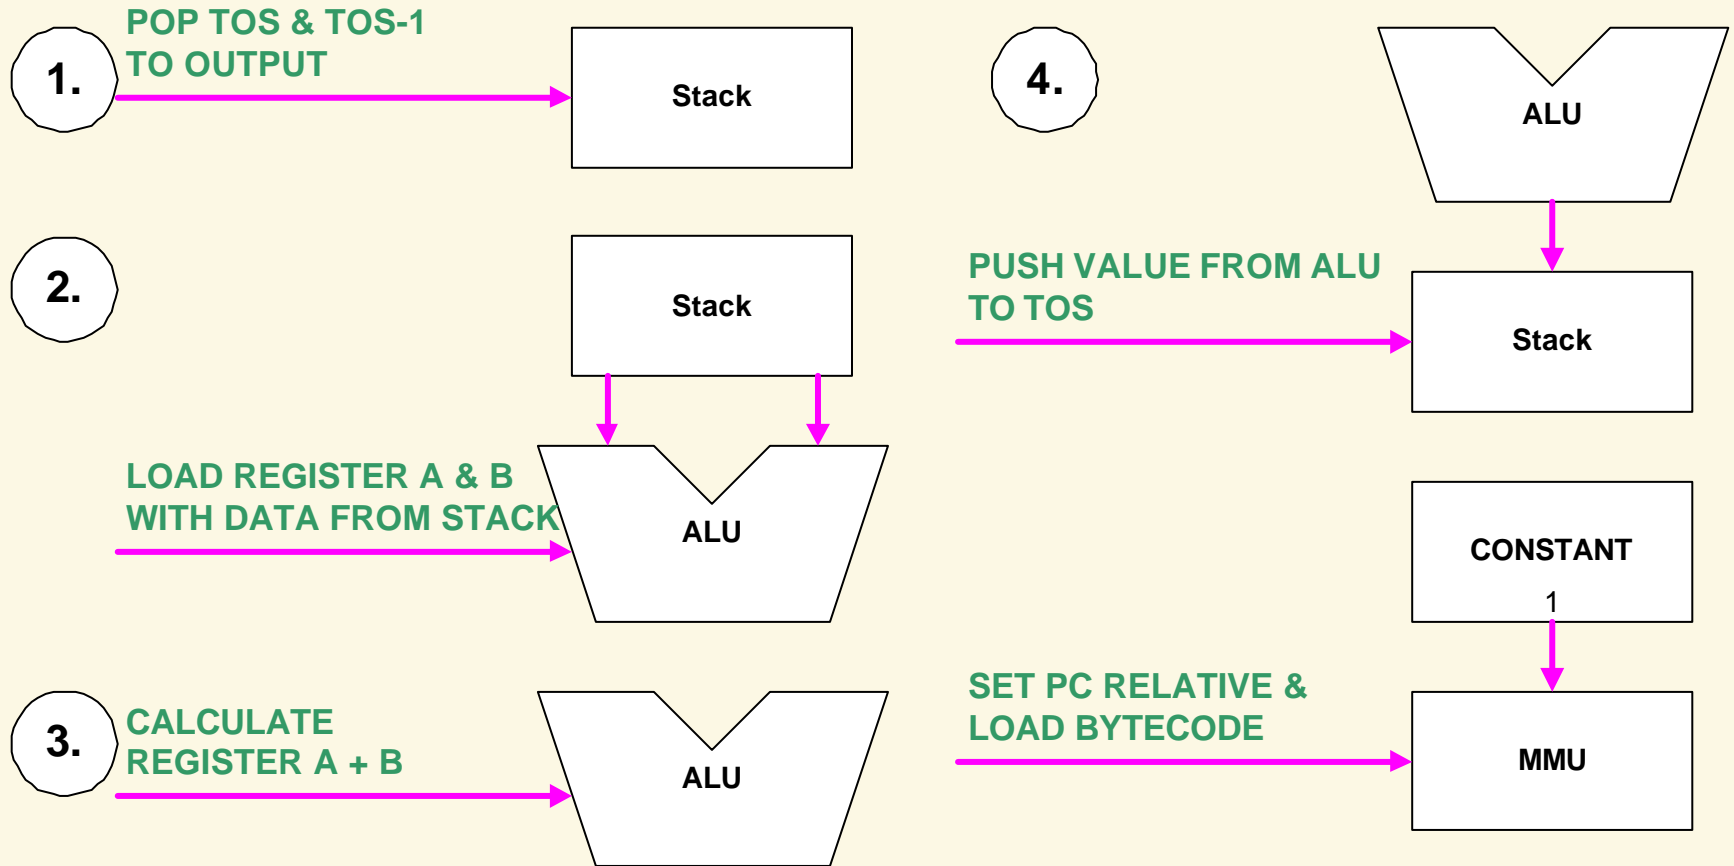 1.
POP TOS & TOS-1
TO OUTPUT
Stack
2.
Stack
LOAD REGISTER A & B
WITH DATA FROM STACK
ALU
3.
CALCULATE
REGISTER A + B
ALU
4.
ALU
PUSH VALUE FROM ALU
TO TOS
Stack
CONSTANT
1
SET PC RELATIVE &
LOAD BYTECODE
MMU